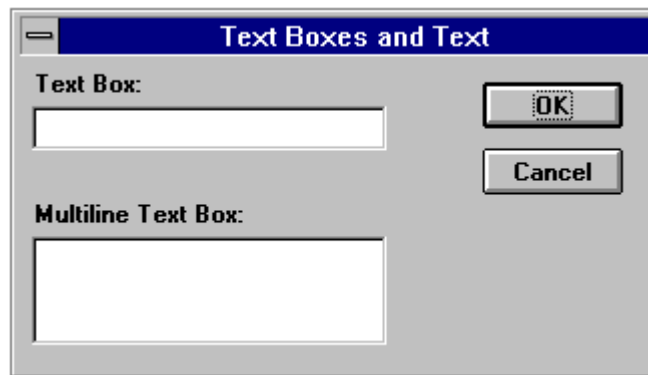 Text Boxes and Text
Text Box:
OK
Cancel
Multiline Text Box: